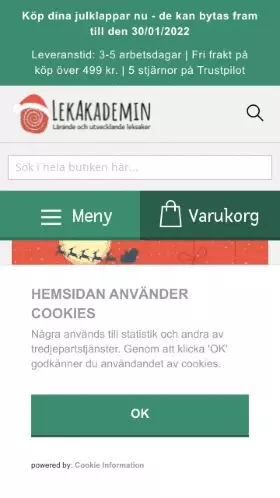 Köp dina julklappar nu - de kan bytas fram
till den 30/01/2022
Leveranstid: 3-5 arbetsdagar | Fri frakt på
köp över 499 kr. | 5 stjärnor på Trustpilot
LEKAKADEMIN
Lärande och utvecklande leksaker
Sök i hela butiken här...
Meny
Varukorg
HEMSIDAN ANVÄNDER
COOKIES
Några används till statistik och andra av
tredjepartstjänster. Genom att klicka 'OK'
godkänner du användandet av cookies.
OK
powered by: Cookie Information